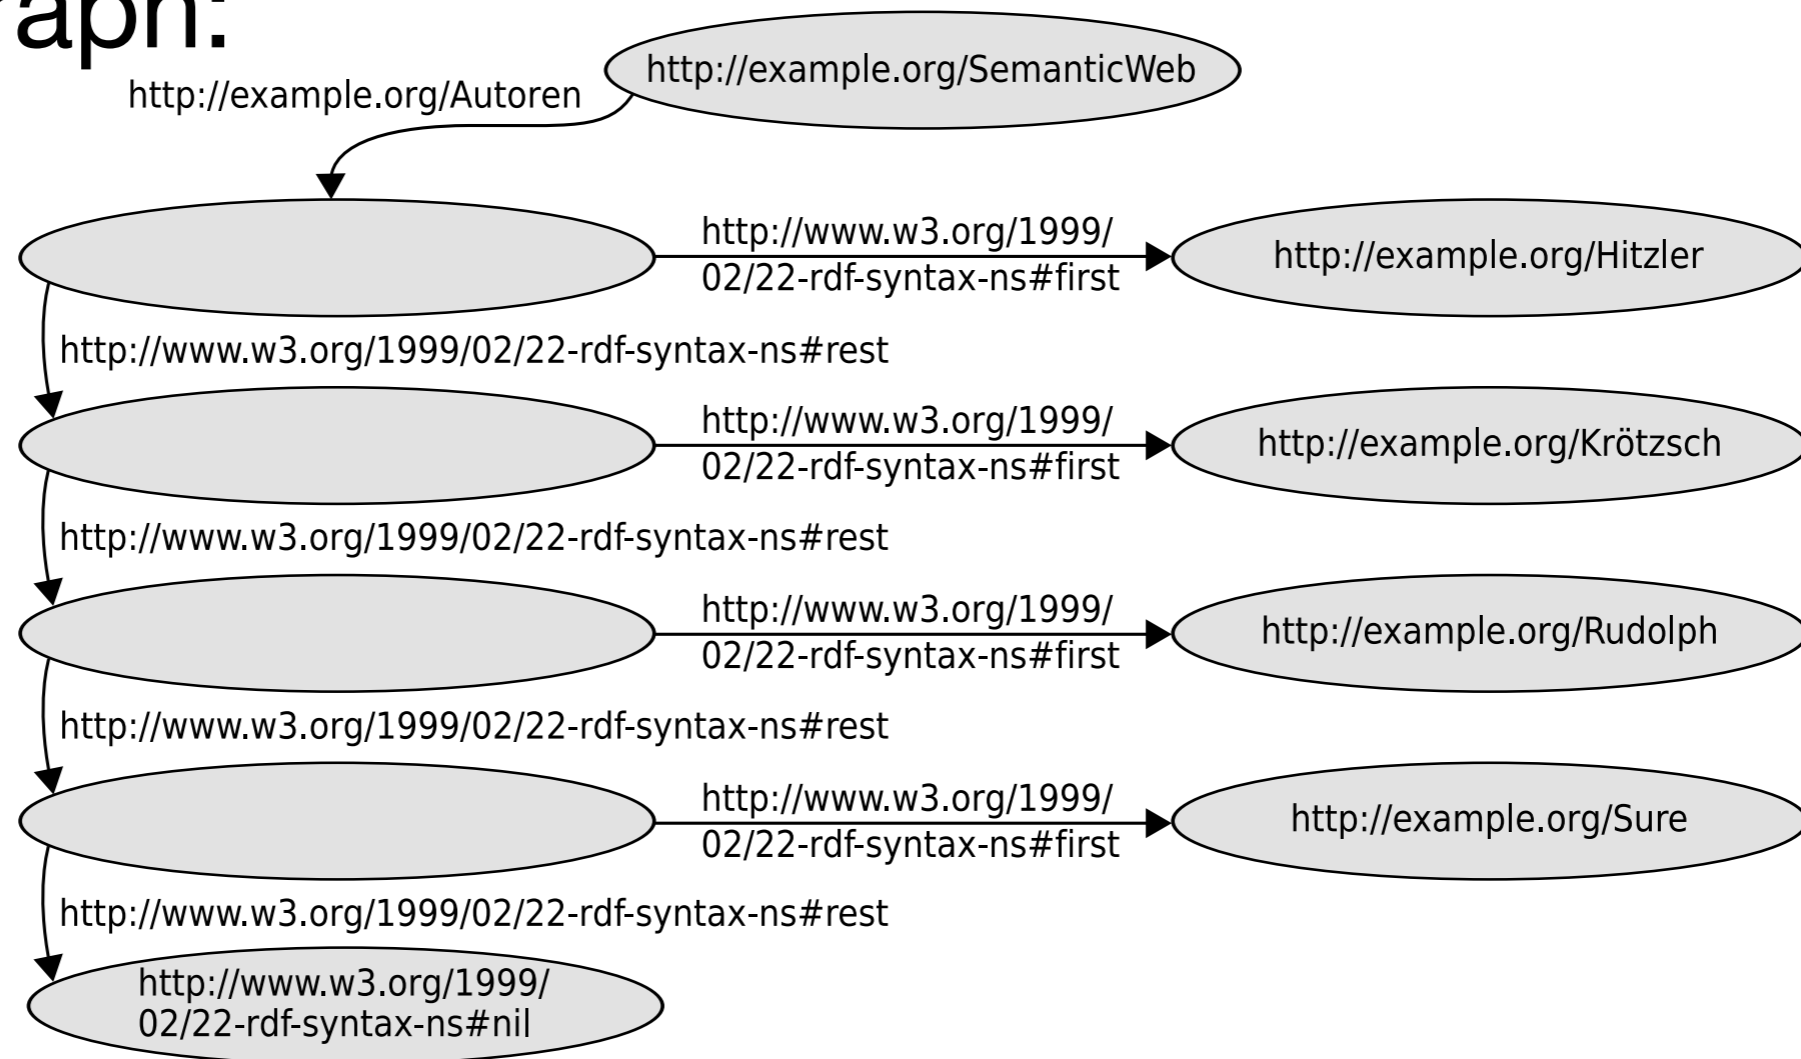 raph:
http://example.org/SemanticWeb
http://example.org/Autoren
http://www.w3.org/1999/
02/22-rdf-syntax-ns#first
http://example.org/Hitzler
http://www.w3.org/1999/02/22-rdf-syntax-ns#rest
http://www.w3.org/1999/
02/22-rdf-syntax-ns#first
http://example.org/Krötzsch
http://www.w3.org/1999/02/22-rdf-syntax-ns#rest
http://www.w3.org/1999/
02/22-rdf-syntax-ns#first
http://example.org/Rudolph
http://www.w3.org/1999/02/22-rdf-syntax-ns#rest
http://www.w3.org/1999/
02/22-rdf-syntax-ns#first
http://example.org/Sure
http://www.w3.org/1999/02/22-rdf-syntax-ns#rest
http://www.w3.org/1999/
02/22-rdf-syntax-ns#nil